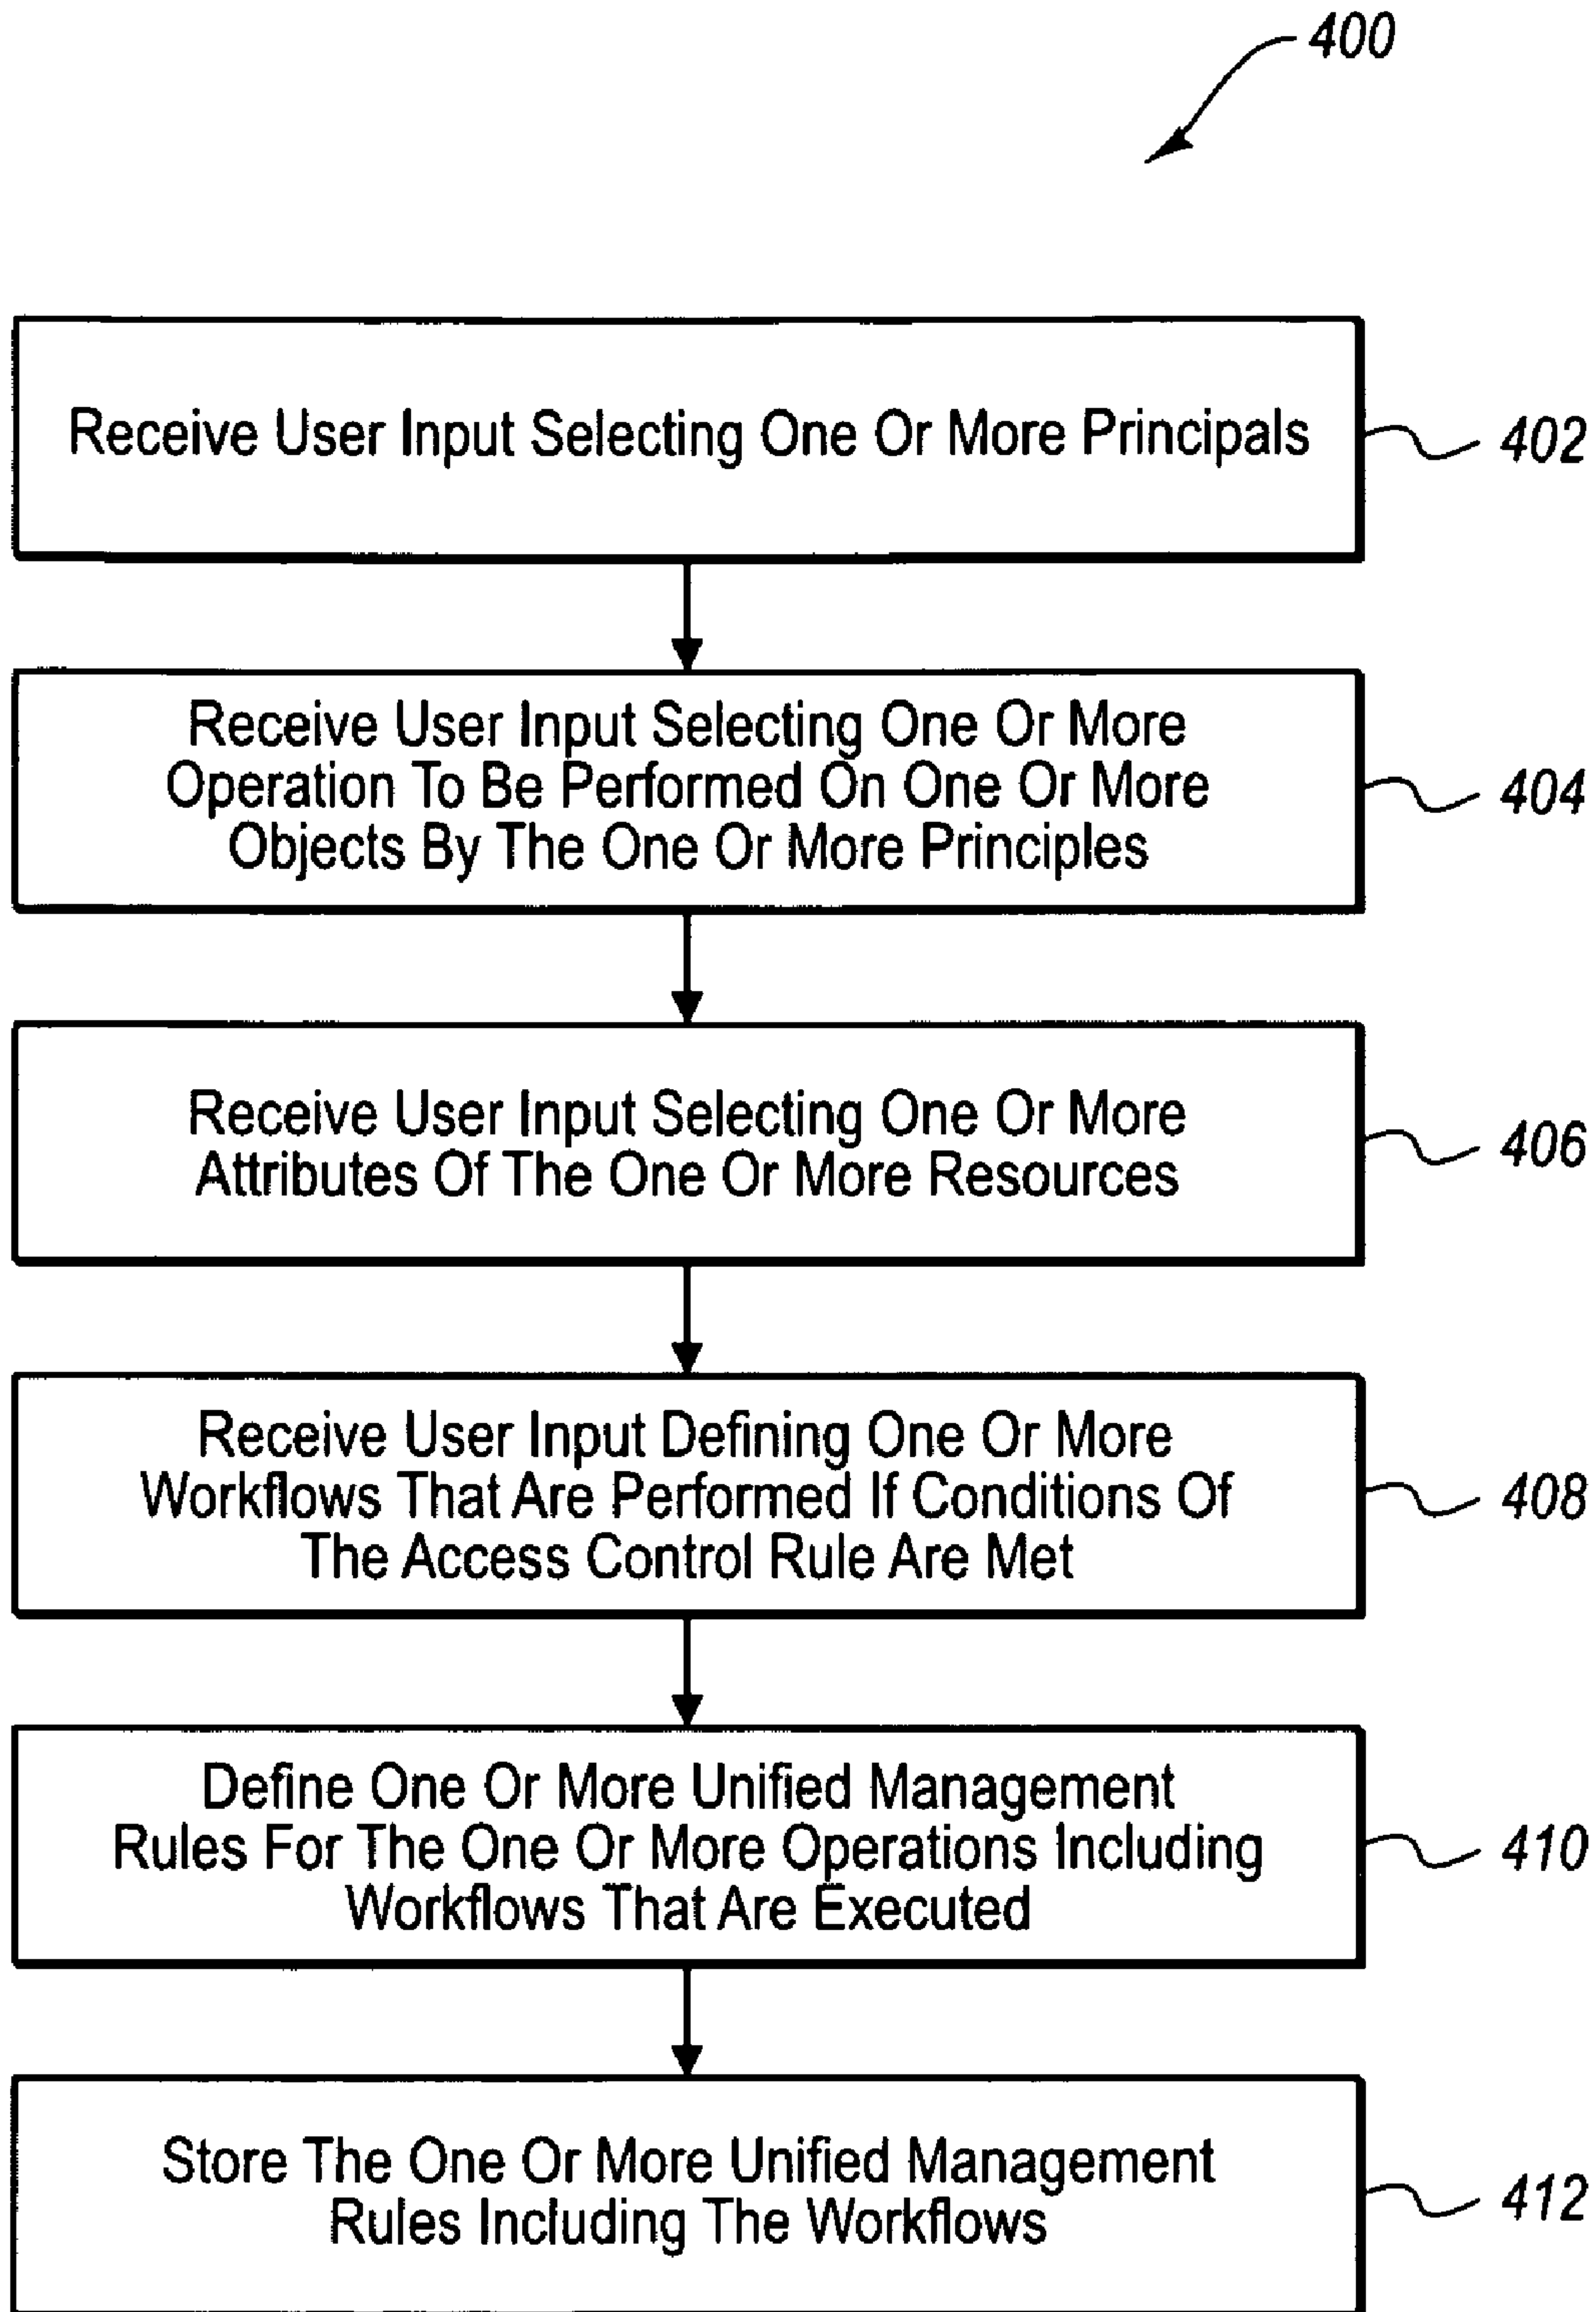 400
Receive User Input Selecting One Or More Principals
402
Receive User Input Selecting One Or More
Operation To Be Performed On One Or More
Objects By The One Or More Principles
404
Receive User Input Selecting One Or More
Attributes Of The One Or More Resources
406
Receive User Input Defining One Or More
Workflows That Are Performed If Conditions Of
The Access Control Rule Are Met
408
Define One Or More Unified Management
Rules For The One Or More Operations Including
Workflows That Are Executed
410
Store The One Or More Unified Management
Rules Including The Workflows
412